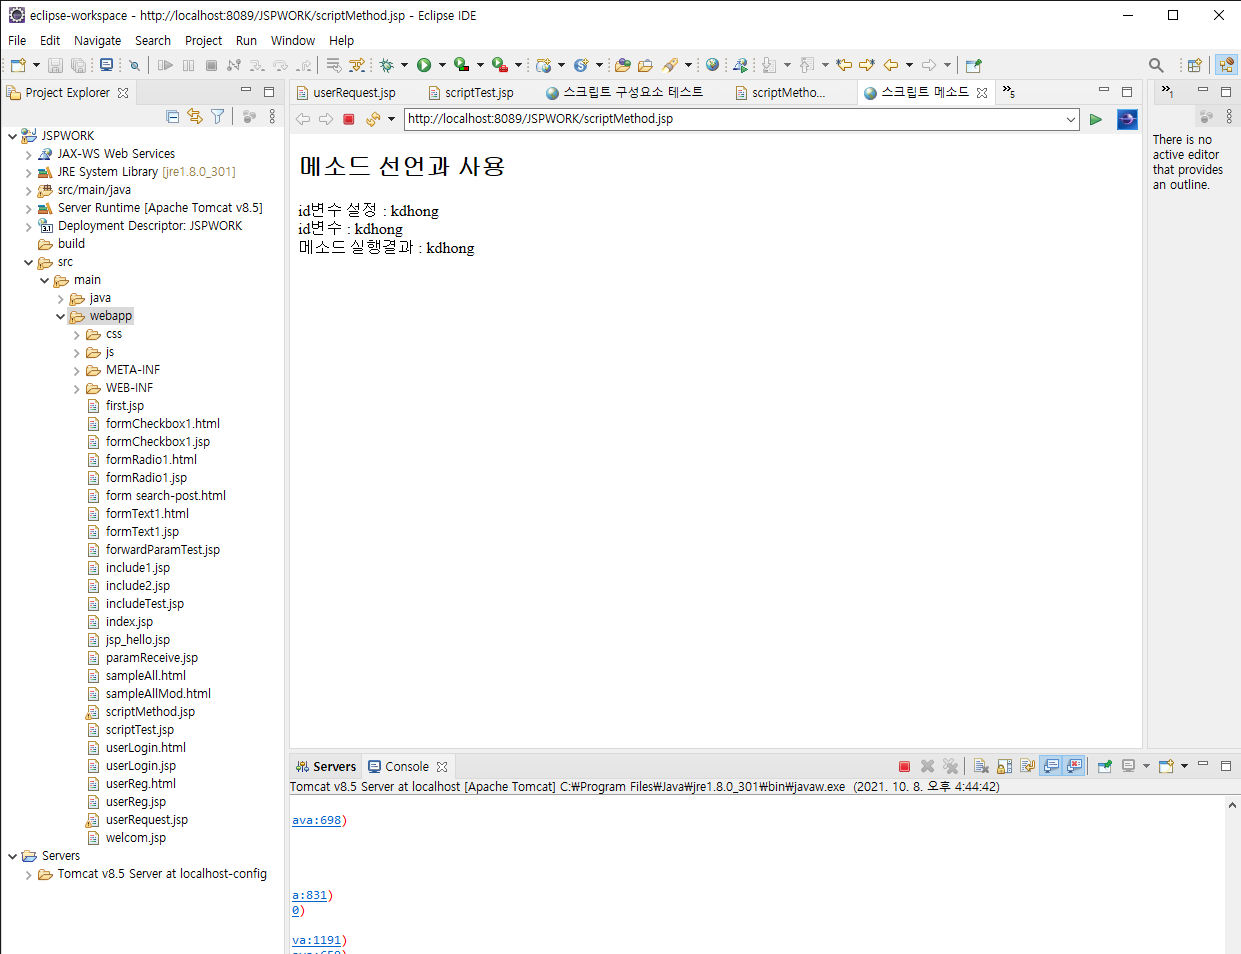 eclipse-workspace - http://localhost:8089/JSPWORK/scriptMethod.jsp - Eclipse IDE
File Edit Navigate Search Project Run Window Help
Project Explorer
userRequest.jsp scriptTest.jsp 스크립트 구성요소 테스트 scriptMetho... 스크립트 메소드 »5
»1
http://localhost:8089/JSPWORK/scriptMethod.jsp
There is no
active editor
that provides
an outline.
메소드 선언과 사용
id변수 설정 : kdhong
id변수 : kdhong
메소드 실행결과 : kdhong
JSPWORK
JAX-WS Web Services
JRE System Library [jre1.8.0_301]
src/main/java
Server Runtime [Apache Tomcat v8.5]
Deployment Descriptor: JSPWORK
build
src
main
java
webapp
css
js
META-INF
WEB-INF
first.jsp
formCheckbox1.html
formCheckbox1.jsp
formRadio1.html
formRadio1.jsp
form search-post.html
formText1.html
formText1.jsp
forwardParamTest.jsp
include1.jsp
include2.jsp
includeTest.jsp
index.jsp
jsp_hello.jsp
paramReceive.jsp
sampleAll.html
sampleAllMod.html
scriptMethod.jsp
scriptTest.jsp
userLogin.html
userLogin.jsp
userReg.html
userReg.jsp
userRequest.jsp
welcom.jsp
Servers
Tomcat v8.5 Server at localhost-config
Servers Console
Tomcat v8.5 Server at localhost [Apache Tomcat] C:₩Program Files₩Java₩jre1.8.0_301₩bin₩javaw.exe (2021. 10. 8. 오후 4:44:42)
ava:698)
a:831)
0)
va:1191)